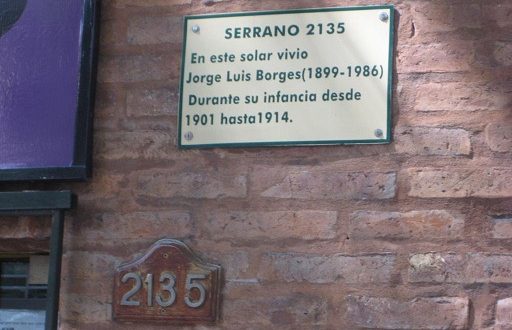 SERRANO 2135
En este solar vivio
Jorge Luis Borges(1899-1986)
Durante su infancia desde
1901 hasta1914.
2135